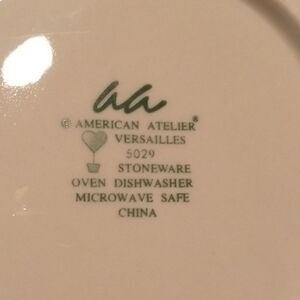 aa
© AMERICAN ATELIER®
VERSAILLES
5029
STONEWARE
OVEN DISHWASHER
MICROWAVE SAFE
CHINA